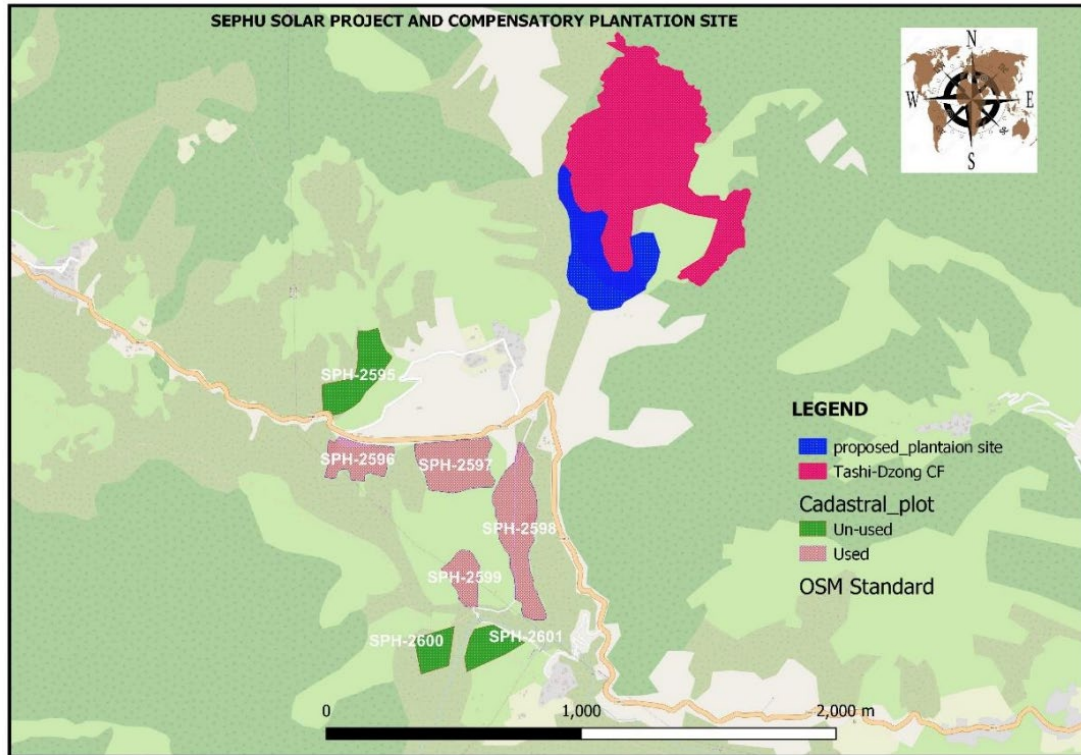 SEPHU SOLAR PROJECT AND COMPENSATORY PLANTATION SITE
N
W E
S
SPH-2595
SPH-2596
SPH-2597
SPH-2598
SPH-2599
SPH-2600
SPH-2601
LEGEND
proposed_plantaion site
Tashi-Dzong CF
Cadastral_plot
Un-used
Used
OSM Standard
0 1,000 2,000 m